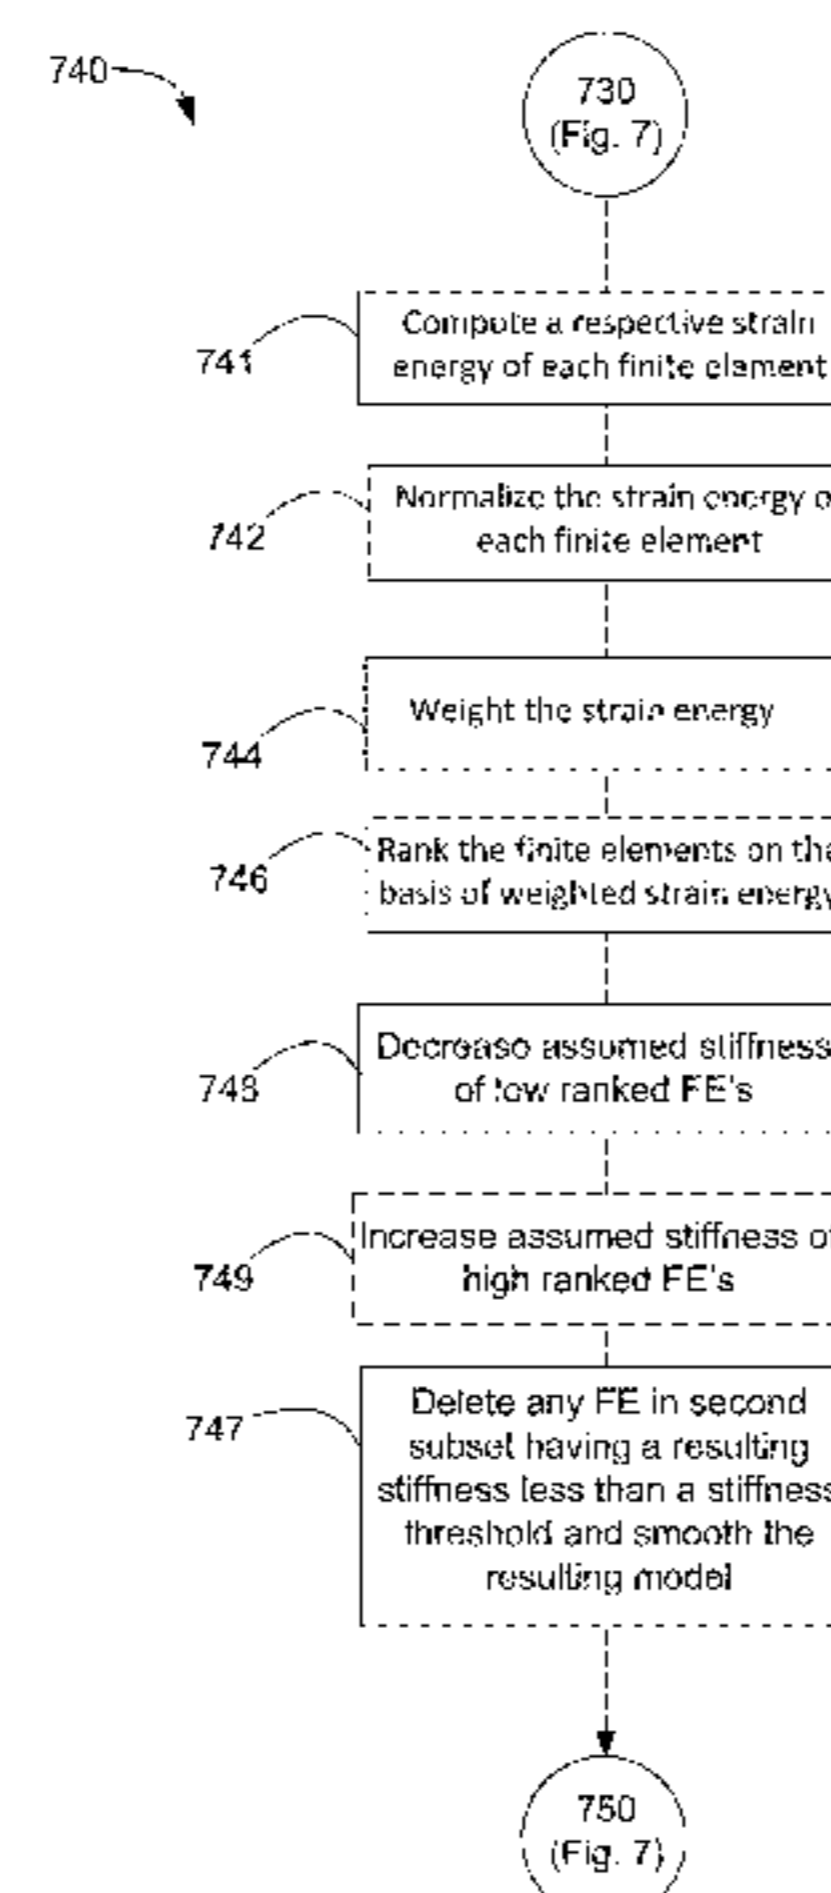 740
730
(Fig. 7)
741
Compute a respective strain
energy of each finite element
742
Normalize the strain energy o
each finite element
744
Weight the strain energy
746
Rank the finite elements on the
basis of weighted strain energy
748
Decrease assumed stiffness
of low ranked FE's
749
Increase assumed stiffness of
high ranked FE's
747
Delete any FE in second
subset having a resulting
stiffness less than a stiffness
threshold and smooth the
resulting model
750
(Fig. 7)